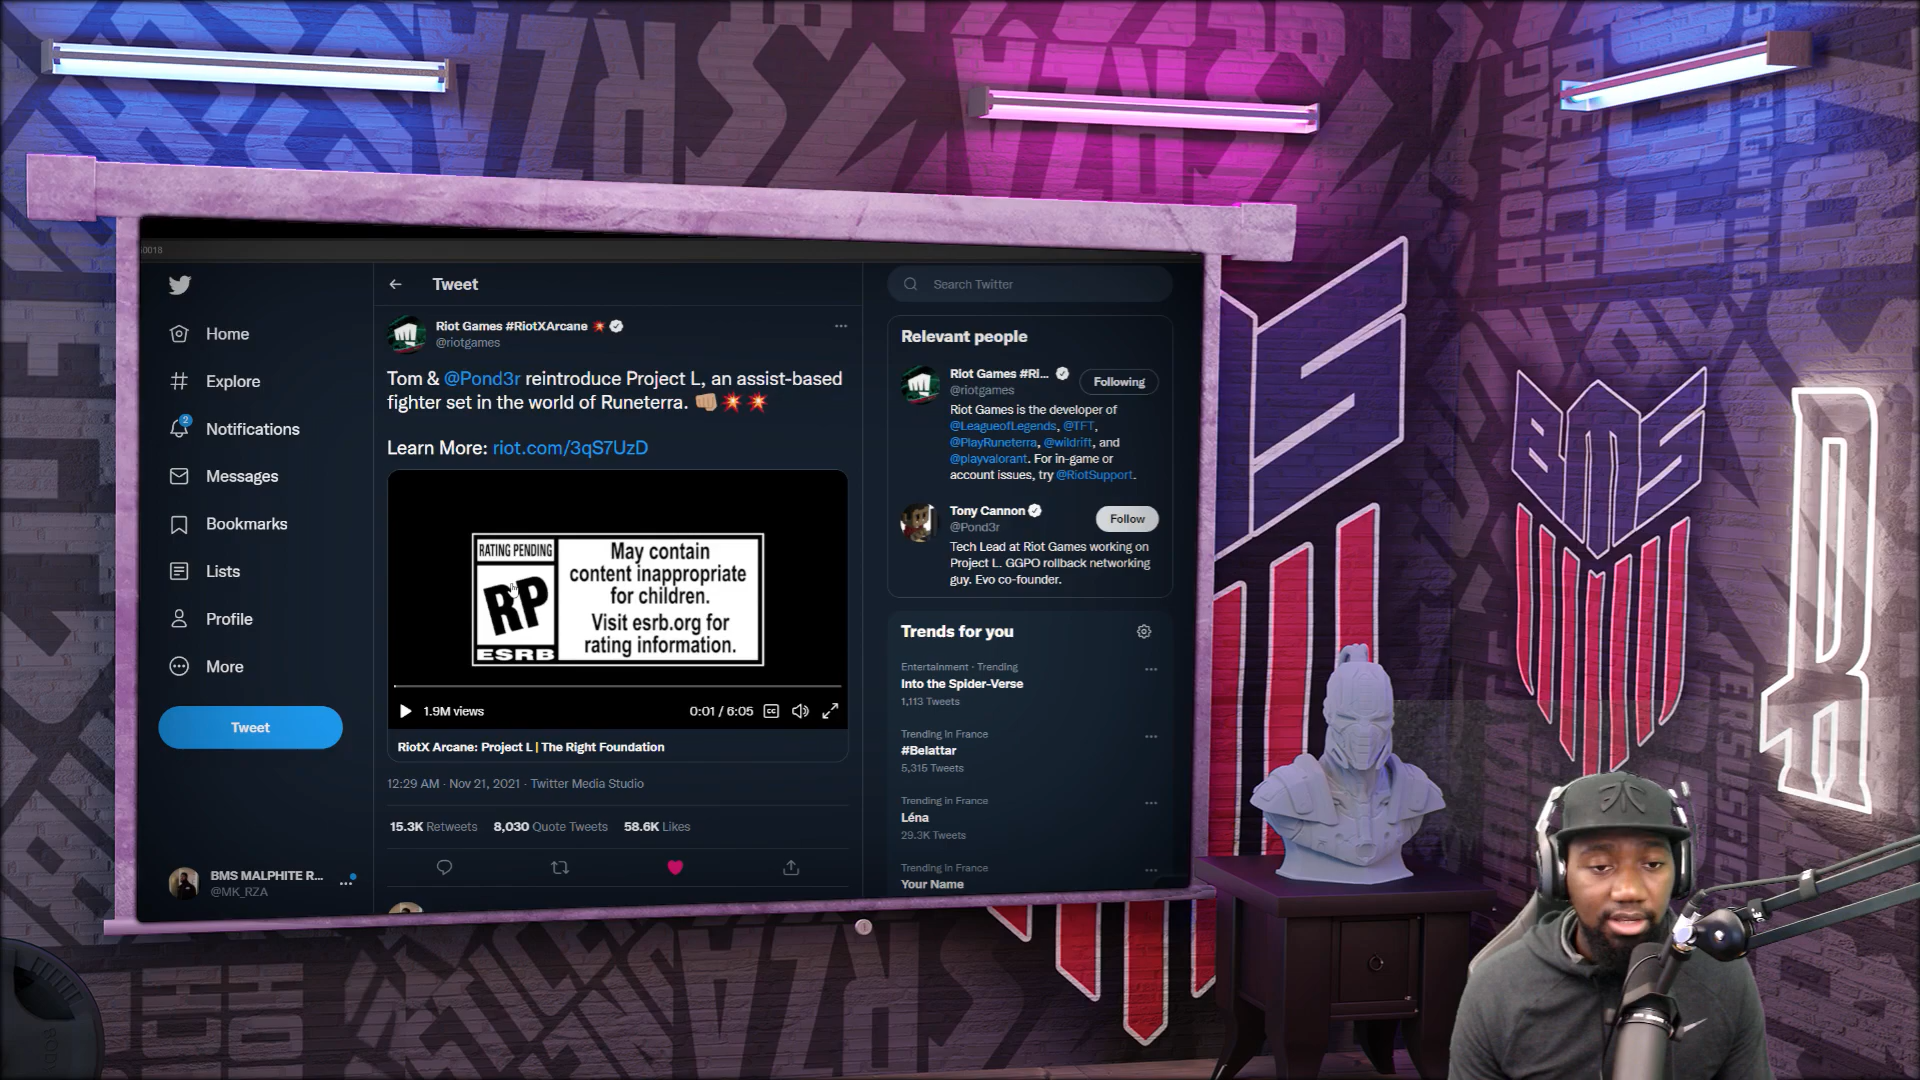 Tweet
Search Twitter
Home
Explore
2
Notifications
Messages
Bookmarks
Lists
Profile
More
Tweet
BMS MALPHITE R...
@MK_RZA
Riot Games #RiotXArcane
@riotgames
Tom & @Pond3r reintroduce Project L, an assist-based
fighter set in the world of Runeterra.
Learn More: riot.com/3qS7UzD
RATING PENDING
RP
ESRB
May contain
content inappropriate
for children.
Visit esrb.org for
rating information.
1.9M views
0:01 / 6:05
CC
RiotX Arcane: Project L | The Right Foundation
12:29 AM · Nov 21, 2021 · Twitter Media Studio
15.3K Retweets 8,030 Quote Tweets 58.6K Likes
Relevant people
Riot Games #Ri...
@riotgames
Following
Riot Games is the developer of
@LeagueofLegends, @TFT,
@PlayRuneterra, @wildrift, and
@playvalorant. For in-game or
account issues, try @RiotSupport.
Tony Cannon
@Pond3r
Follow
Tech Lead at Riot Games working on
Project L. GGPO rollback networking
guy. Evo co-founder.
Trends for you
Entertainment · Trending
Into the Spider-Verse
1,113 Tweets
Trending in France
#Belattar
5,315 Tweets
Trending in France
Léna
29.3K Tweets
Trending in France
Your Name
BMS